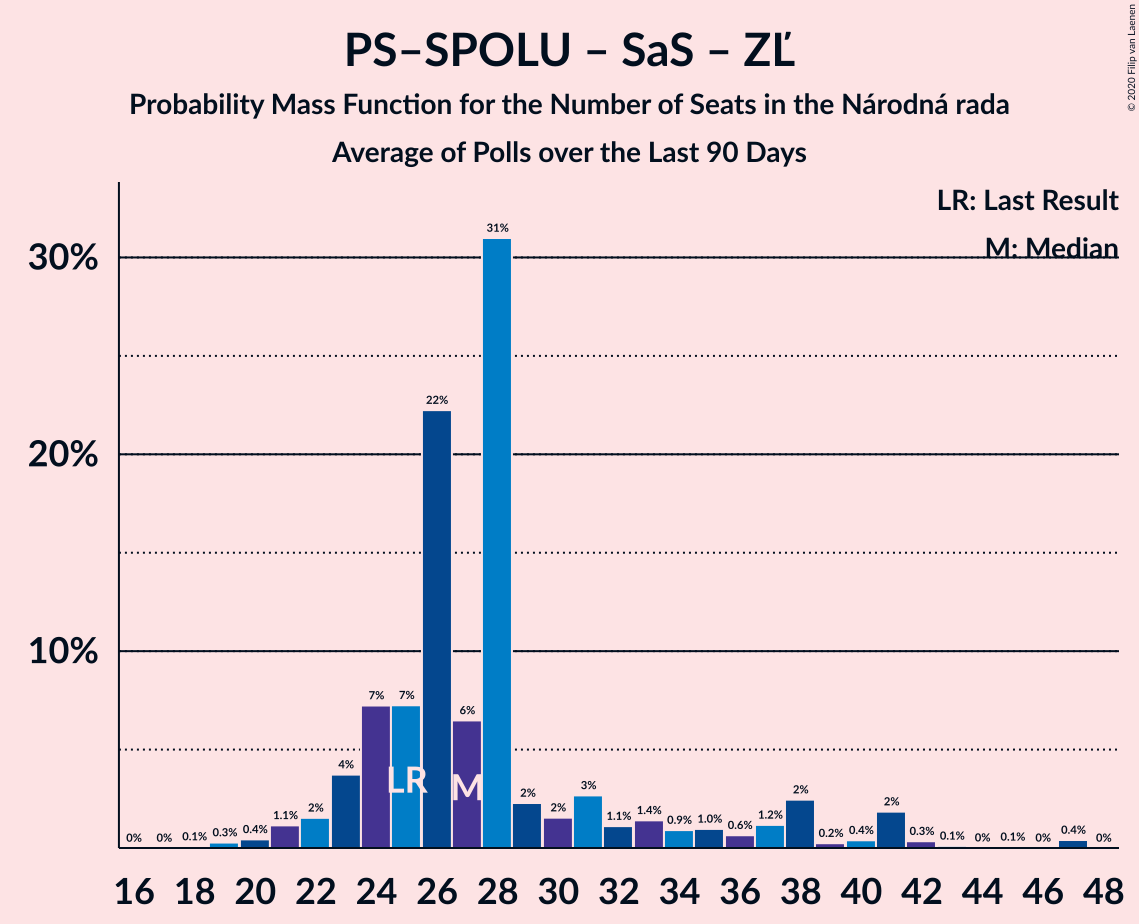 © 2020 Filip van Laenen
PS–SPOLU – SaS – ZĽ
Probability Mass Function for the Number of Seats in the Národná rada
Average of Polls over the Last 90 Days
LR: Last Result
M: Median
30%
20%
10%
0% 0% 0.1% 0.3% 0.4% 1.1% 2% 4% 7% 7% 22% 6% 31% 2% 2% 3% 1.1% 1.4% 0.9% 1.0% 0.6% 1.2% 2% 0.2% 0.4% 2% 0.3% 0.1% 0% 0.1% 0% 0.4% 0%
LR M
16 18 20 22 24 26 28 30 32 34 36 38 40 42 44 46 48